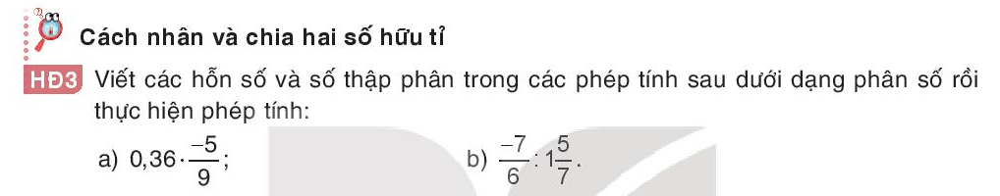 Cách nhân và chia hai số hữu tỉ
HĐ3 Viết các hỗn số và số thập phân trong các phép tính sau dưới dạng phân số rồi
thực hiện phép tính:
a) 0,36 · \frac{-5}{9}; b) \frac{-7}{6} : 1\frac{5}{7}.